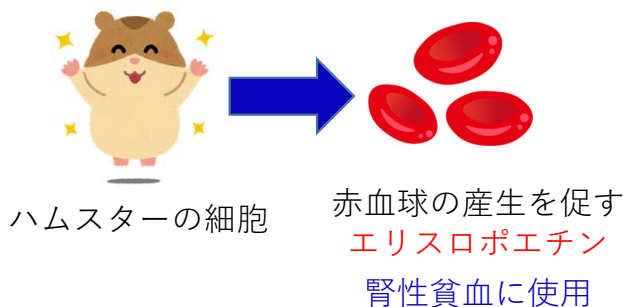 ハムスターの細胞
赤血球の産生を促す
エリスロポエチン
腎性貧血に使用